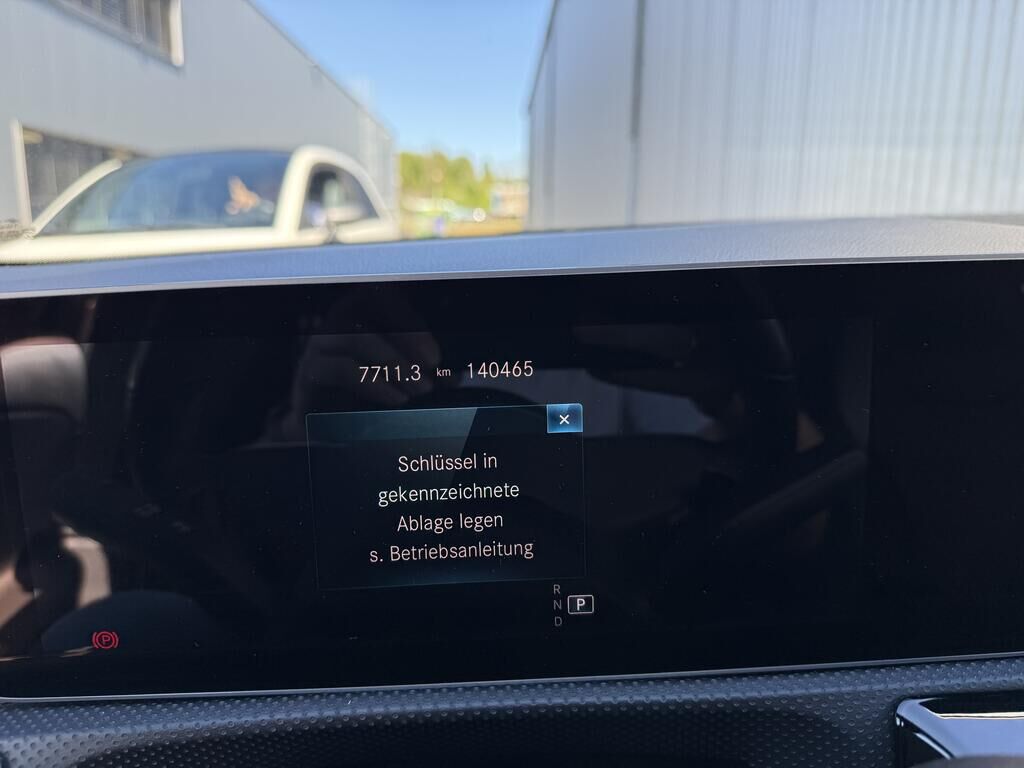 7711.3 km 140465
×
Schlüssel in
gekennzeichnete
Ablage legen
s. Betriebsanleitung
R
N P
D
(P)